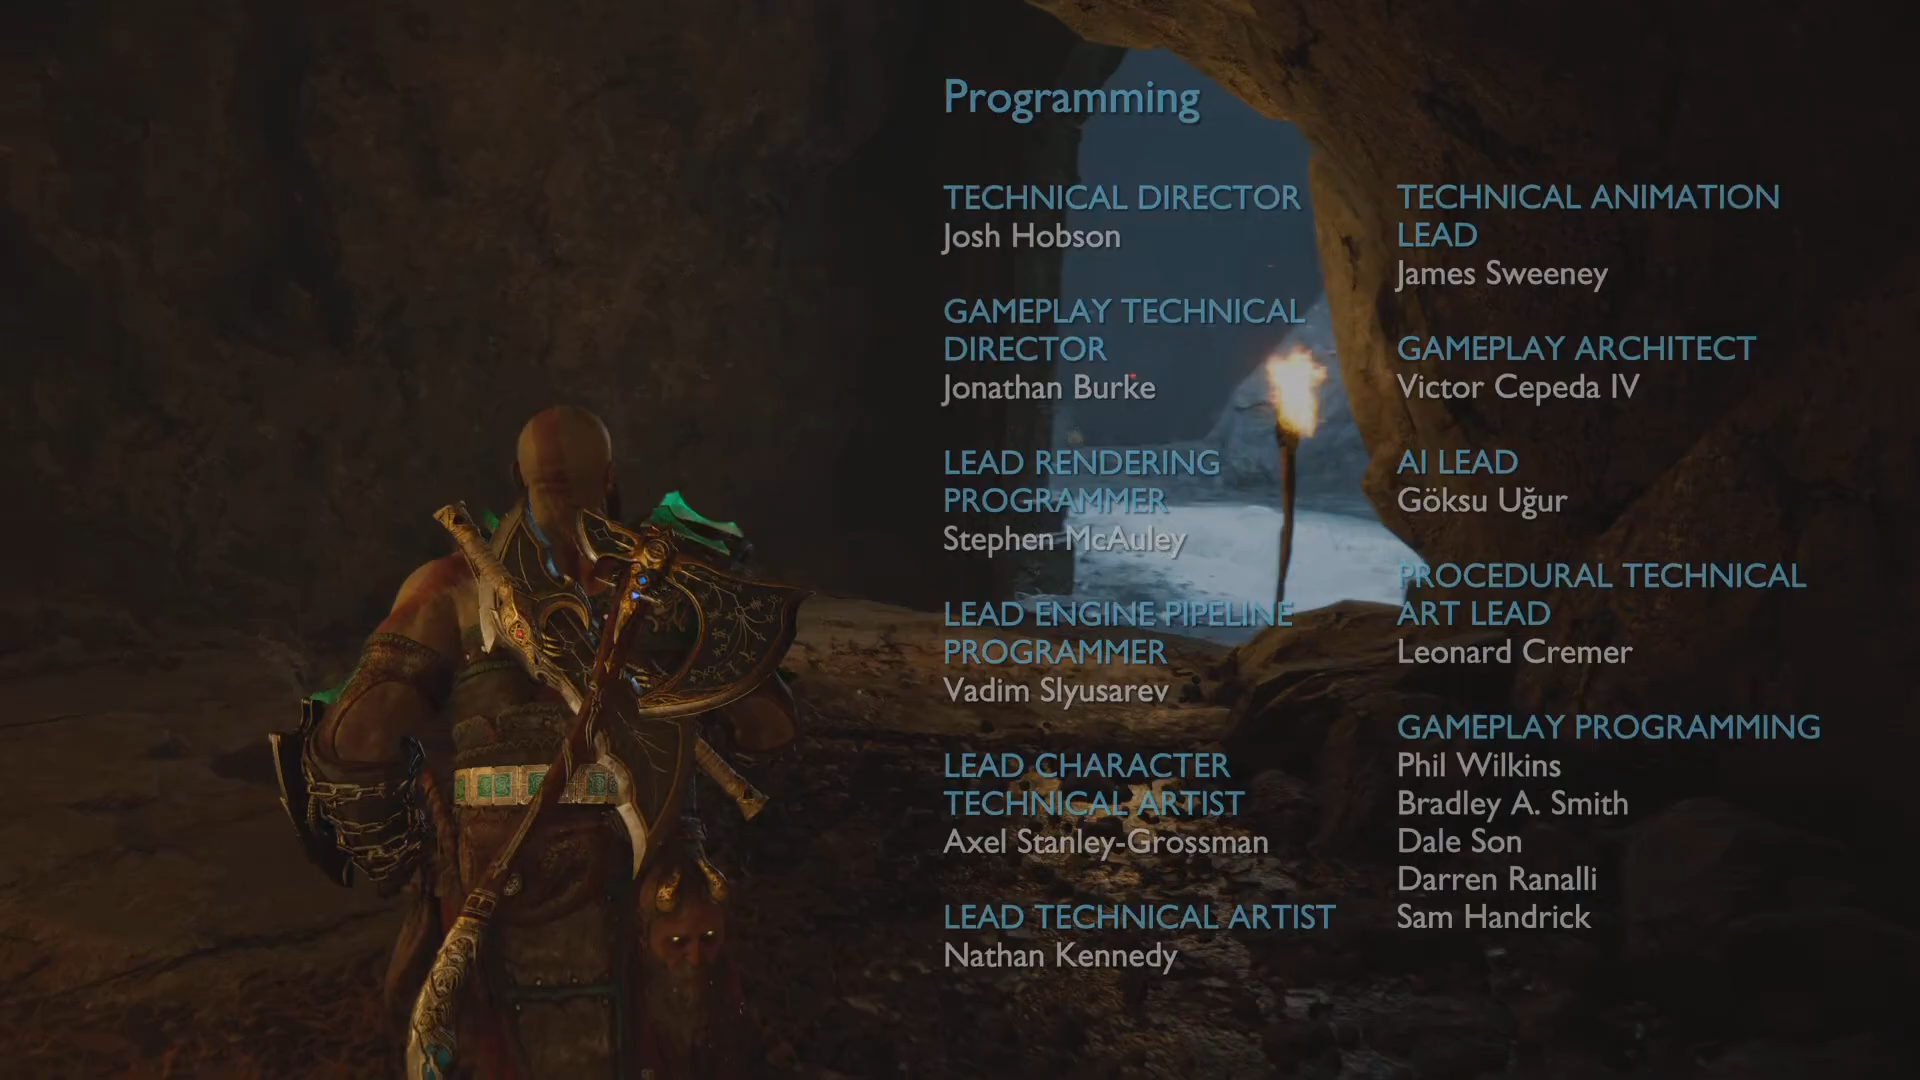 Programming
TECHNICAL DIRECTOR
Josh Hobson
GAMEPLAY TECHNICAL
DIRECTOR
Jonathan Burke
LEAD RENDERING
PROGRAMMER
Stephen McAuley
LEAD ENGINE PIPELINE
PROGRAMMER
Vadim Slyusarev
LEAD CHARACTER
TECHNICAL ARTIST
Axel Stanley-Grossman
LEAD TECHNICAL ARTIST
Nathan Kennedy
TECHNICAL ANIMATION
LEAD
James Sweeney
GAMEPLAY ARCHITECT
Victor Cepeda IV
AI LEAD
Göksu Uğur
PROCEDURAL TECHNICAL
ART LEAD
Leonard Cremer
GAMEPLAY PROGRAMMING
Phil Wilkins
Bradley A. Smith
Dale Son
Darren Ranalli
Sam Handrick